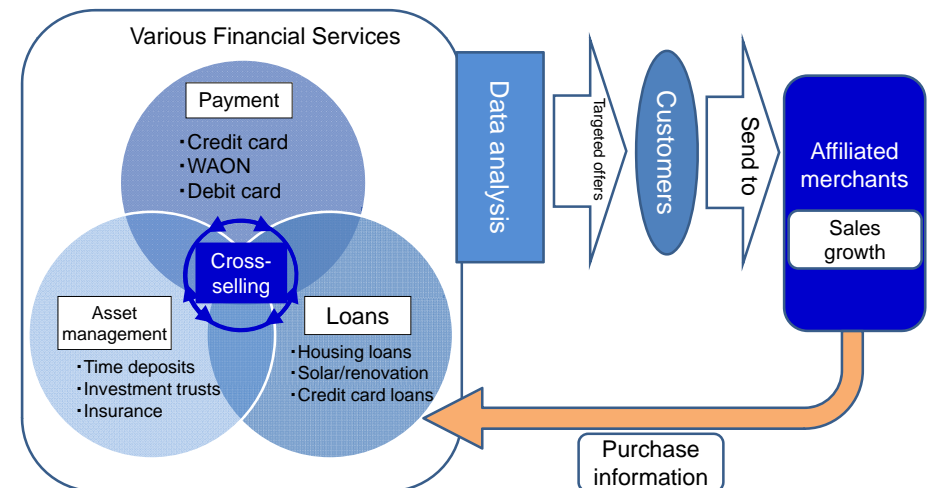 Various Financial Services
Payment
・Credit card
・WAON
・Debit card
Cross-
selling
Asset
management
・Time deposits
・Investment trusts
・Insurance
Loans
・Housing loans
・Solar/renovation
・Credit card loans
Data analysis
Targeted offers
Customers
Send to
Affiliated
merchants
Sales
growth
Purchase
information